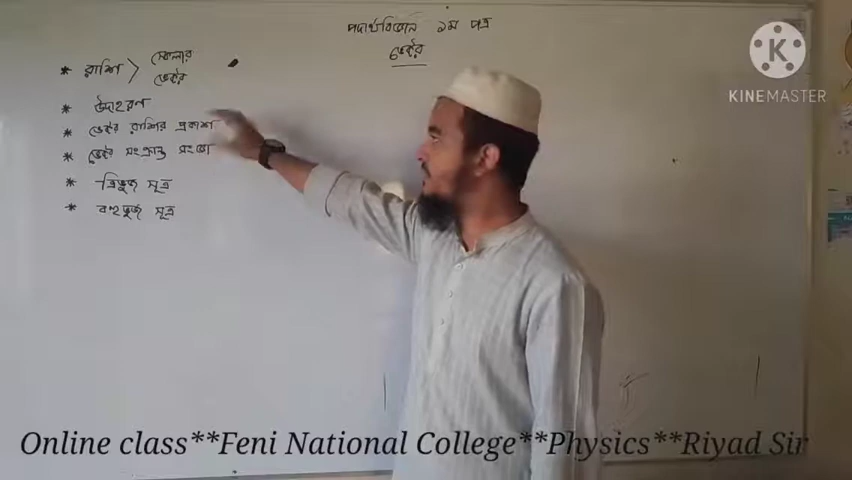 পদার্থবিজ্ঞান ১ম পত্র
ভেক্টর
* রাশি > স্কেলার
ভেক্টর
* উদাহরণ
* ভেক্টর রাশির প্রকাশ
* ভেক্টর সংক্রান্ত সংজ্ঞা
* ত্রিভুজ সূত্র
* বহুভুজ সূত্র
K
KINEMASTER
Online class**Feni National College**Physics**Riyad Sir